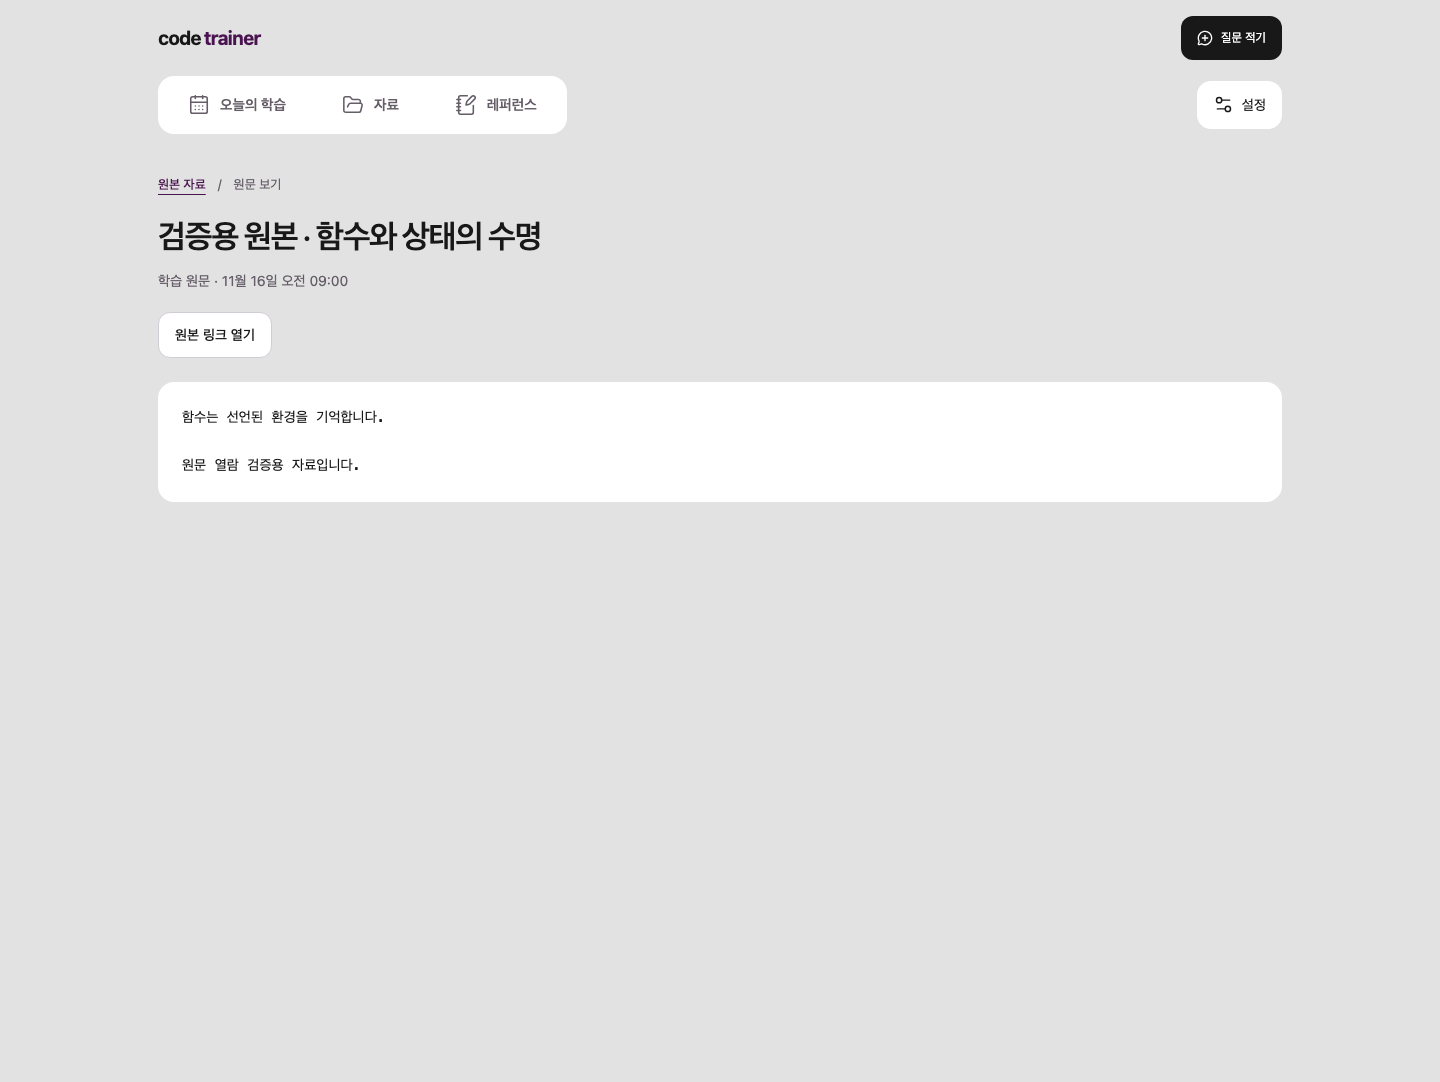 code trainer
질문 적기
오늘의 학습
자료
레퍼런스
설정
원본 자료 / 원문 보기
검증용 원본 · 함수와 상태의 수명
학습 원문 · 11월 16일 오전 09:00
원본 링크 열기
함수는 선언된 환경을 기억합니다.
원문 열람 검증용 자료입니다.